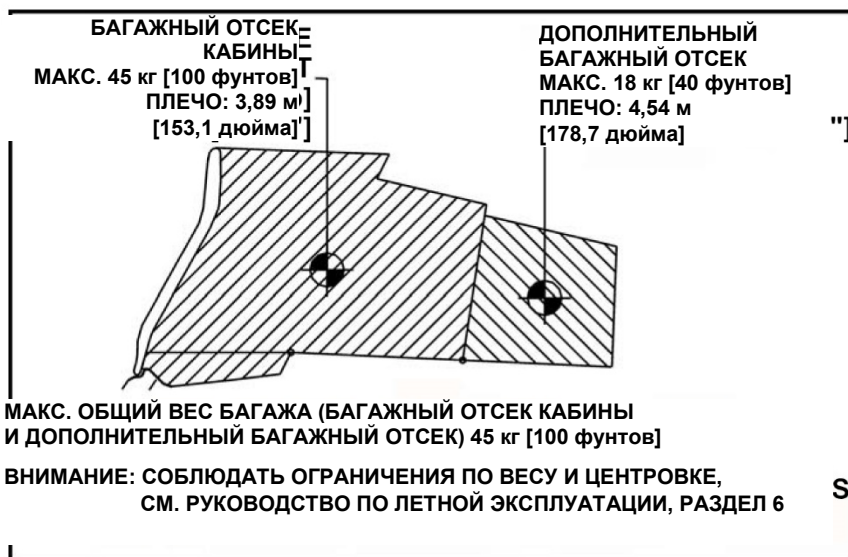 БАГАЖНЫЙ ОТСЕК
КАБИНЫ
МАКС. 45 кг [100 фунтов]
ПЛЕЧО: 3,89 м
[153,1 дюйма]
ДОПОЛНИТЕЛЬНЫЙ
БАГАЖНЫЙ ОТСЕК
МАКС. 18 кг [40 фунтов]
ПЛЕЧО: 4,54 м
[178,7 дюйма]
"]
МАКС. ОБЩИЙ ВЕС БАГАЖА (БАГАЖНЫЙ ОТСЕК КАБИНЫ
И ДОПОЛНИТЕЛЬНЫЙ БАГАЖНЫЙ ОТСЕК) 45 кг [100 фунтов]
ВНИМАНИЕ: СОБЛЮДАТЬ ОГРАНИЧЕНИЯ ПО ВЕСУ И ЦЕНТРОВКЕ,
СМ. РУКОВОДСТВО ПО ЛЕТНОЙ ЭКСПЛУАТАЦИИ, РАЗДЕЛ 6
S